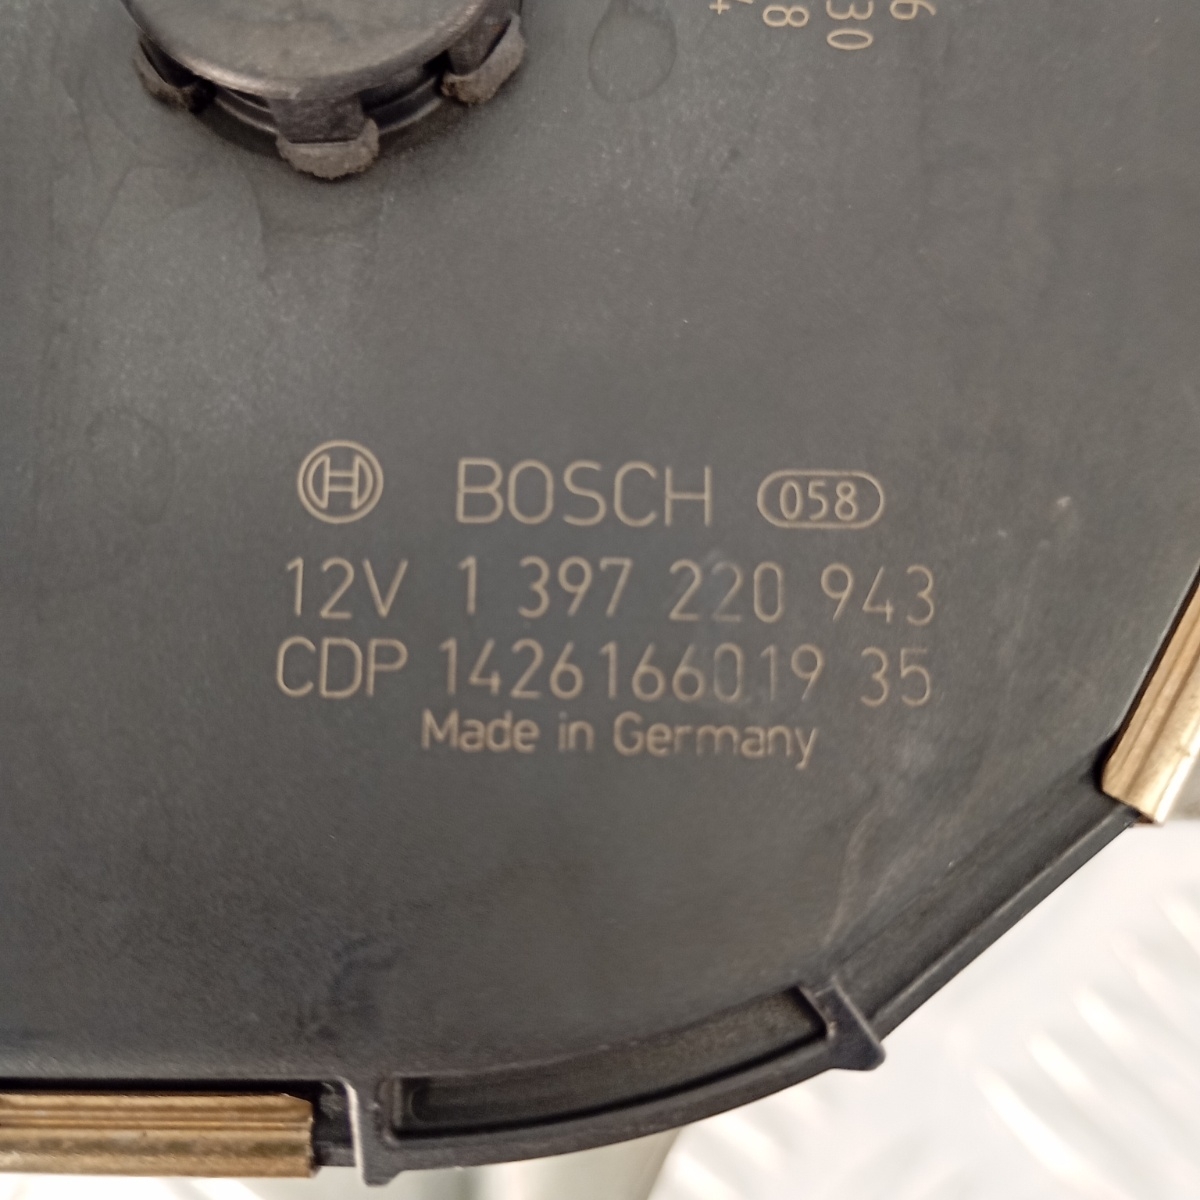 BOSCH 058
12V 1 397 220 943
CDP 1426166019 35
Made in Germany